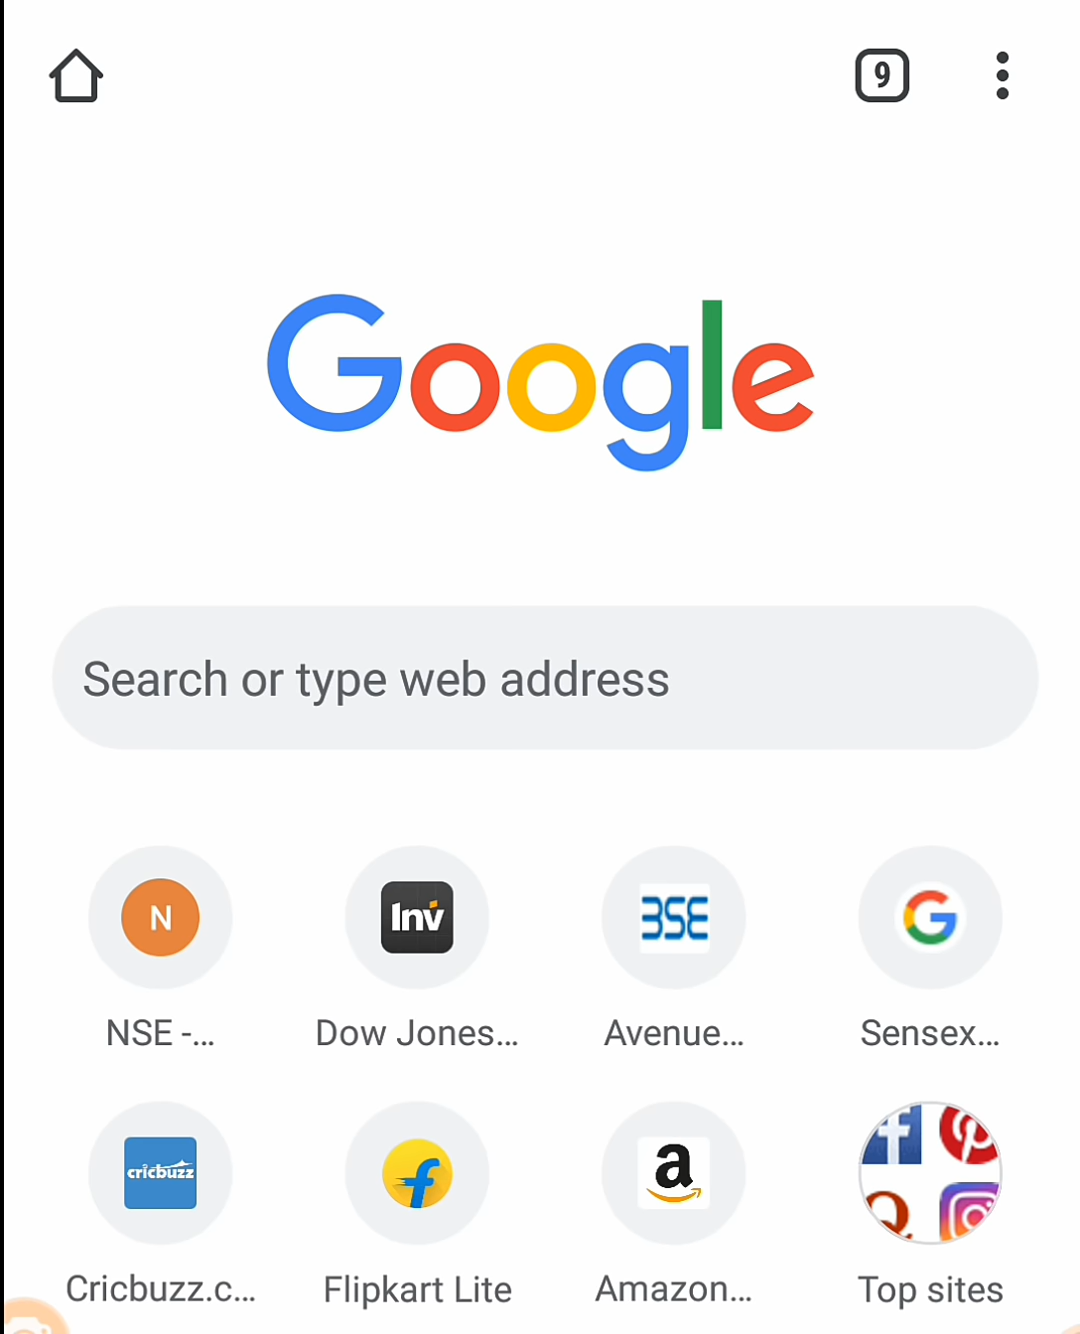 9
Google
Search or type web address
N
Inv
BSE
G
NSE -...
Dow Jones...
Avenue...
Sensex...
cricbuzz
f
a
f
Q
Cricbuzz.c...
Flipkart Lite
Amazon...
Top sites